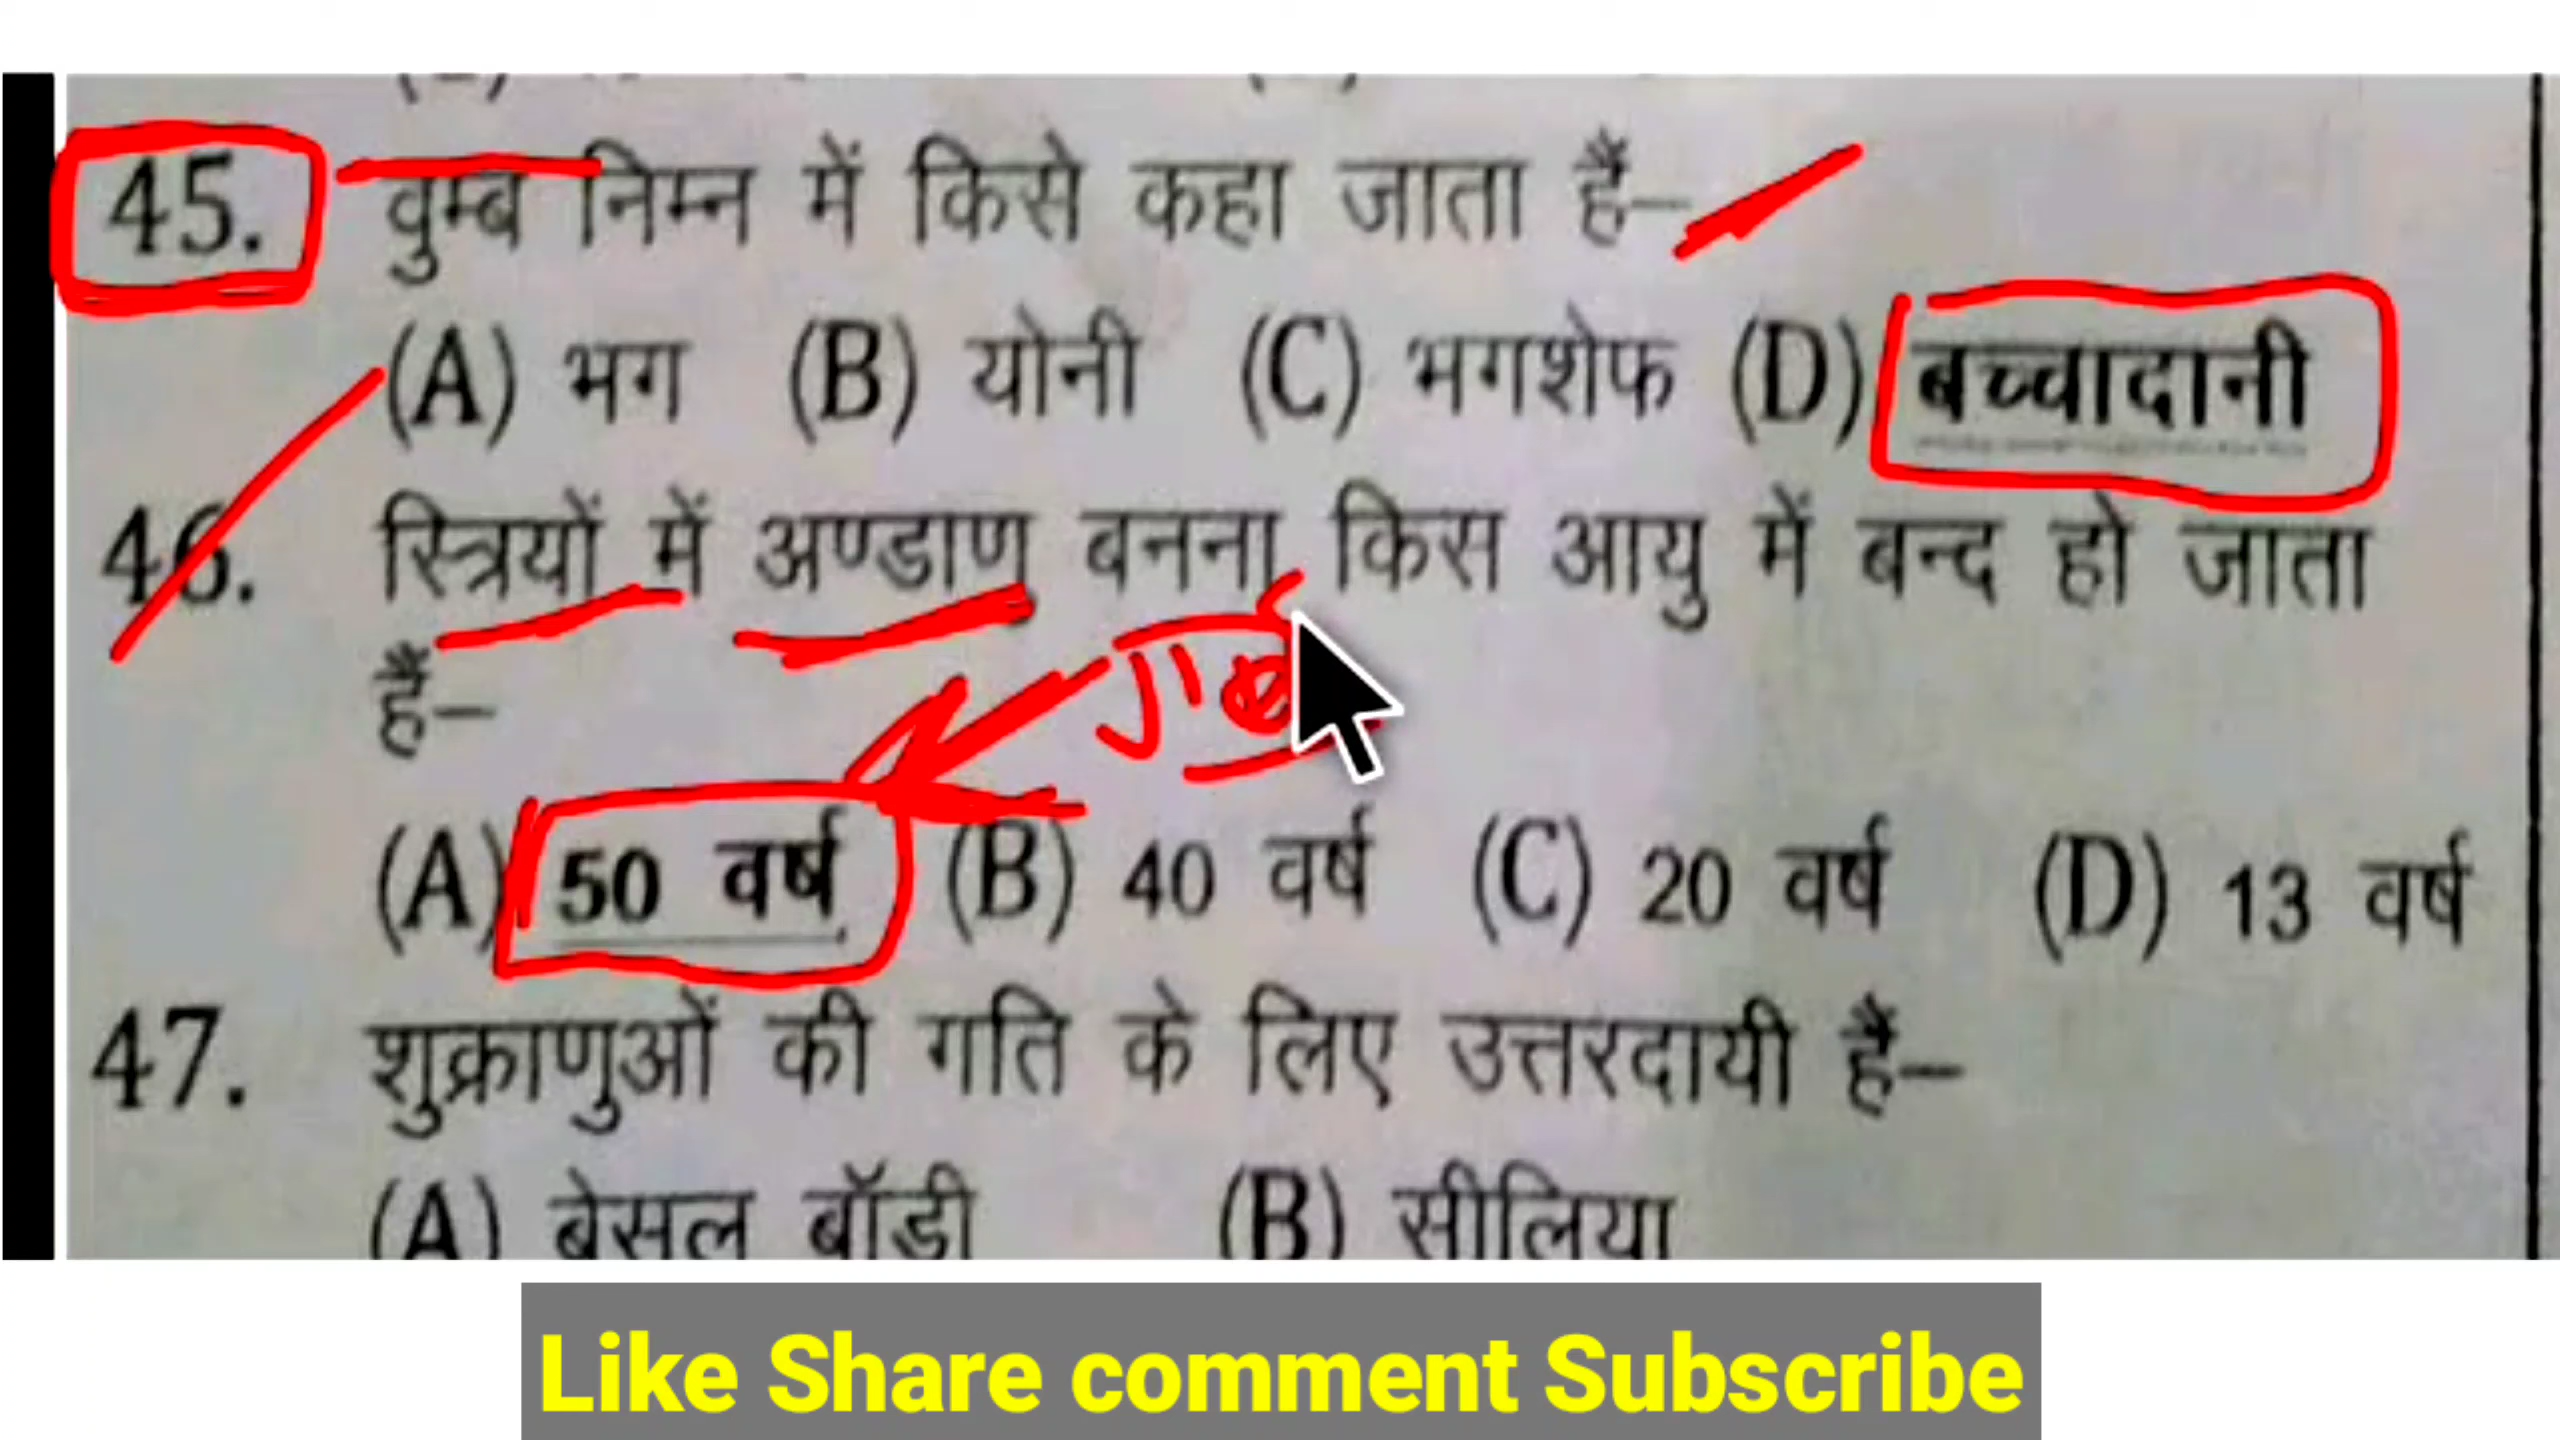 45. वुम्ब निम्न में किसे कहा जाता हैं–
(A) भग (B) योनी (C) भगशेफ (D) बच्चादानी
46. स्त्रियों में अण्डाणु बनना किस आयु में बन्द हो जाता
हैं–
(A) 50 वर्ष (B) 40 वर्ष (C) 20 वर्ष (D) 13 वर्ष
47. शुक्राणुओं की गति के लिए उत्तरदायी हैं–
(A) बेसल बॉडी (B) सीलिया
Like Share comment Subscribe